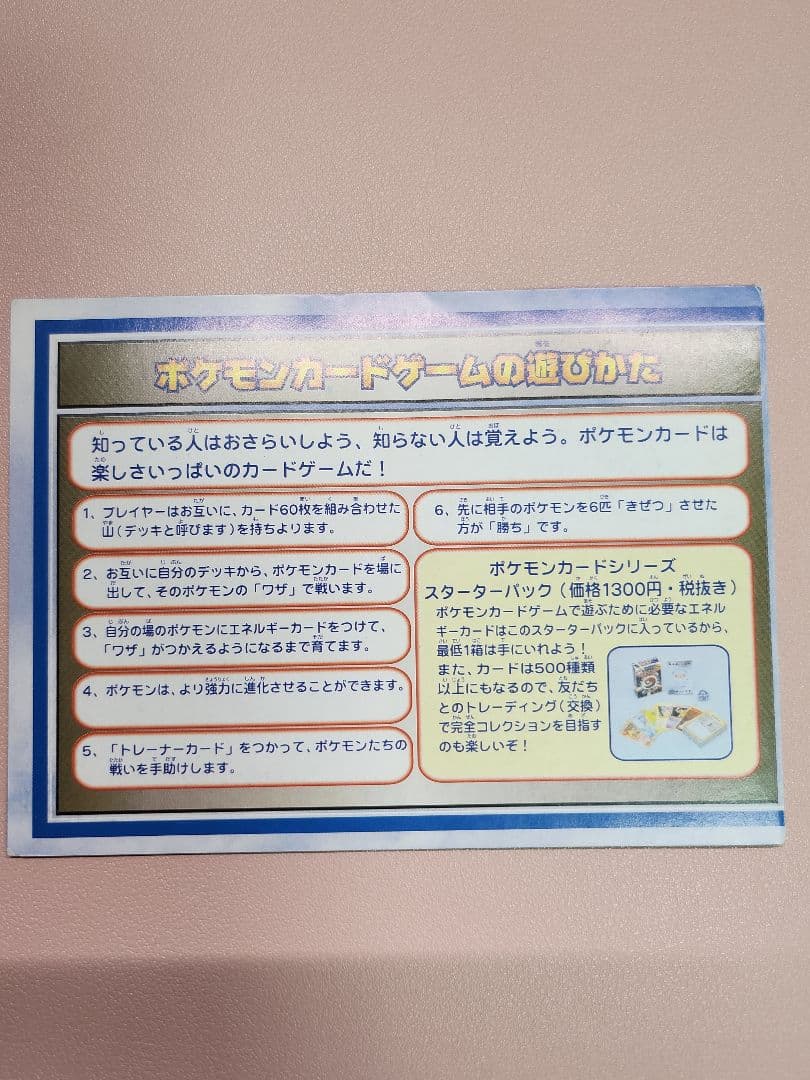 ポケモンカードゲームの遊びかた
知っている人はおさらいしよう、知らない人は覚えよう。ポケモンカードは
楽しさいっぱいのカードゲームだ！
1、プレイヤーはお互いに、カード60枚を組み合わせた
山(デッキと呼びます)を持ちよります。
2、お互いに自分のデッキから、ポケモンカードを場に
出して、そのポケモンの「ワザ」で戦います。
3、自分の場のポケモンにエネルギーカードをつけて、
「ワザ」がつかえるようになるまで育てます。
4、ポケモンは、より強力に進化させることができます。
5、「トレーナーカード」をつかって、ポケモンたちの
戦いを手助けします。
6、先に相手のポケモンを6匹「きぜつ」させた
方が「勝ち」です。
ポケモンカードシリーズ
スターターパック(価格1300円・税抜き)
ポケモンカードゲームで遊ぶために必要なエネル
ギーカードはこのスターターパックに入っているから、
最低1箱は手にいれよう！
また、カードは500種類
以上にもなるので、友だち
とのトレーディング(交換)
で完全コレクションを目指す
のも楽しいぞ！